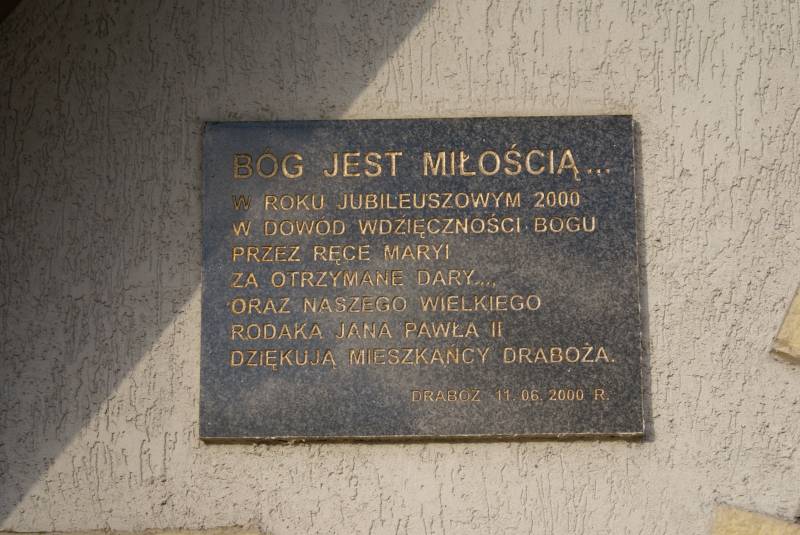 BÓG JEST MIŁOŚCIĄ...
W ROKU JUBILEUSZOWYM 2000
W DOWÓD WDZIĘCZNOŚCI BOGU
PRZEZ RĘCE MARYI
ZA OTRZYMANE DARY...
ORAZ NASZEGO WIELKIEGO
RODAKA JANA PAWŁA II
DZIĘKUJĄ MIESZKAŃCY DRABOŻA.
DRABOŻ 11. 06. 2000 R.